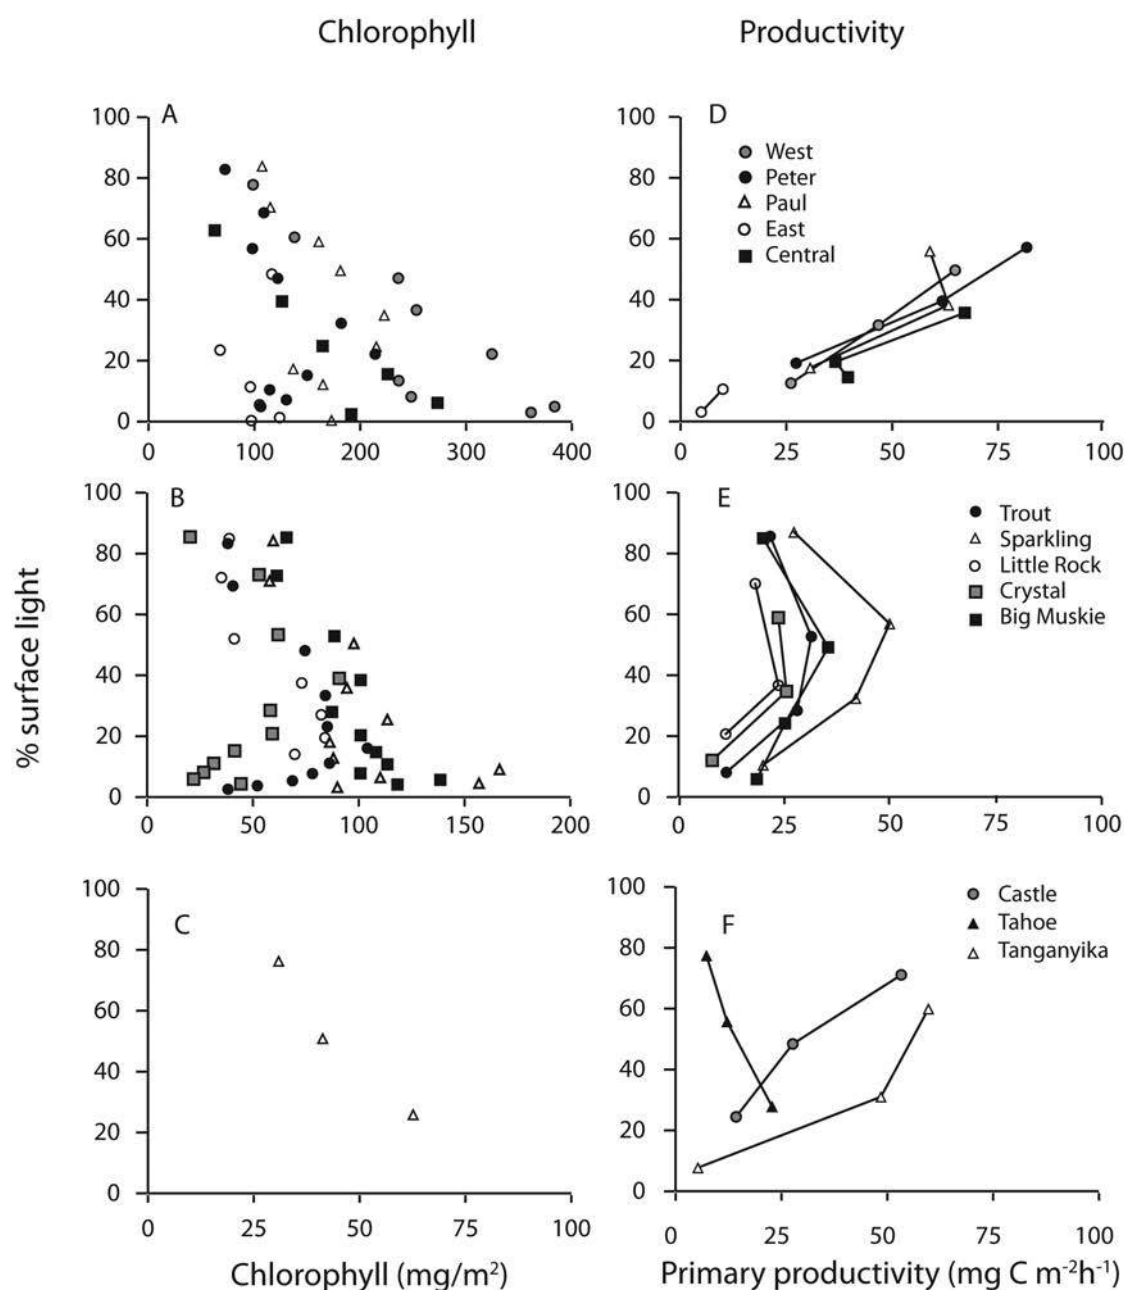 Chlorophyll
Productivity
% surface light
A
100
80
60
40
20
0
0 100 200 300 400
D
West
Peter
Paul
East
Central
100
80
60
40
20
0
0 25 50 75 100
B
100
80
60
40
20
0
0 50 100 150 200
E
Trout
Sparkling
Little Rock
Crystal
Big Muskie
100
80
60
40
20
0
0 25 50 75 100
C
100
80
60
40
20
0
0 25 50 75 100
Chlorophyll (mg/m²)
F
Castle
Tahoe
Tanganyika
100
80
60
40
20
0
0 25 50 75 100
Primary productivity (mg C m⁻²h⁻¹)